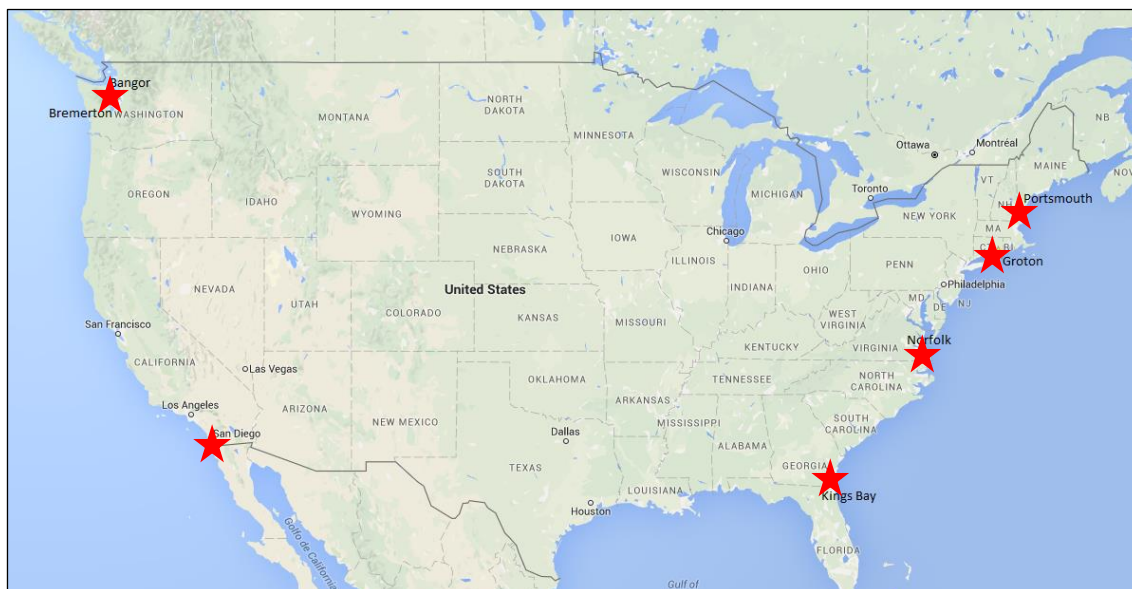 Bangor
Bremerton
WASHINGTON
MONTANA
NORTH
DAKOTA
MINNESOTA
Ottawa
Montréal
NB
MAINE
NOV
VT
NH
Portsmouth
OREGON
IDAHO
WYOMING
SOUTH
DAKOTA
WISCONSIN
MICHIGAN
Toronto
NEW YORK
MA
CT
RI
Groton
Chicago
IOWA
NEBRASKA
ILLINOIS
INDIANA
OHIO
PENN
Philadelphia
MD
DE
NJ
NEVADA
UTAH
COLORADO
United States
KANSAS
MISSOURI
WEST
VIRGINIA
KENTUCKY
VIRGINIA
Norfolk
San Francisco
CALIFORNIA
Las Vegas
Los Angeles
San Diego
ARIZONA
NEW MEXICO
OKLAHOMA
ARKANSAS
TENNESSEE
NORTH
CAROLINA
SOUTH
CAROLINA
MISSISSIPPI
ALABAMA
GEORGIA
Kings Bay
Dallas
TEXAS
Houston
LOUISIANA
FLORIDA
Golfo de California
Gulf of